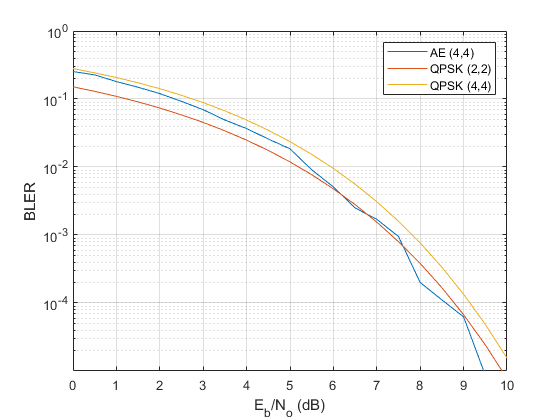 10^0
10^-1
10^-2
10^-3
10^-4
BLER
AE (4,4)
QPSK (2,2)
QPSK (4,4)
0 1 2 3 4 5 6 7 8 9 10
E_b/N_o (dB)